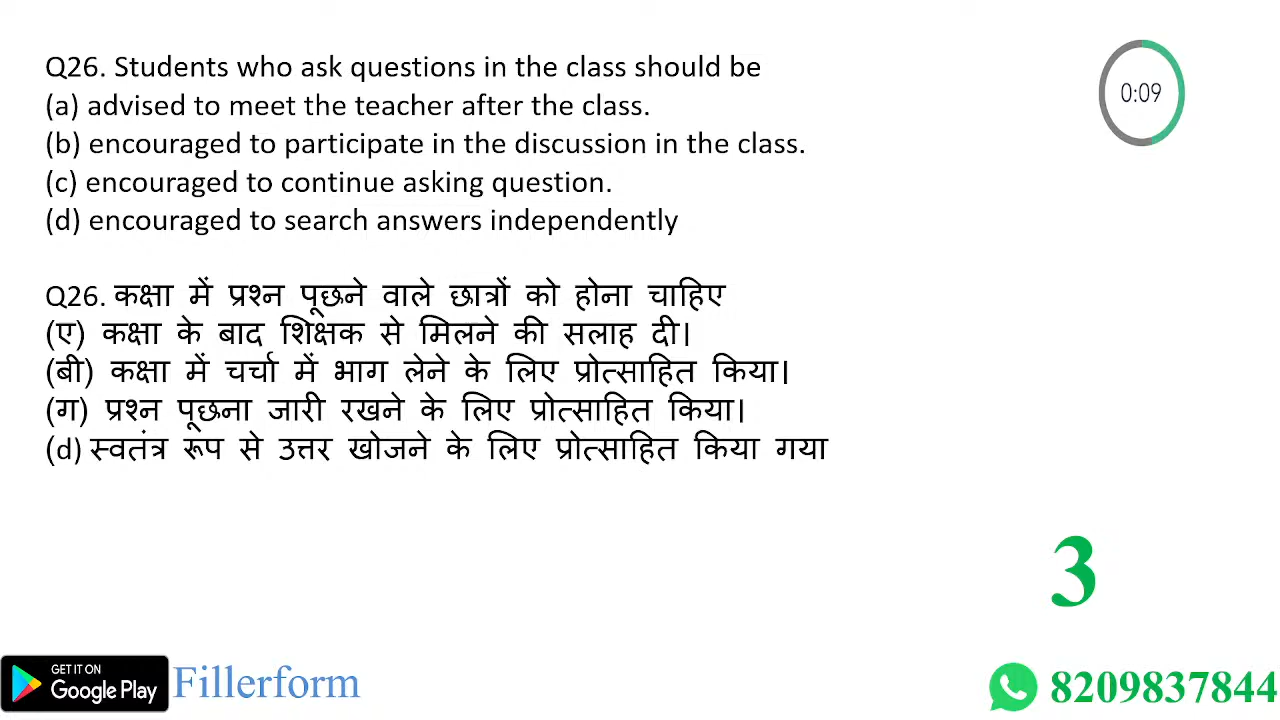 Q26. Students who ask questions in the class should be
0:09
(a) advised to meet the teacher after the class.
(b) encouraged to participate in the discussion in the class.
(c) encouraged to continue asking question.
(d) encouraged to search answers independently
Q26. कक्षा में प्रश्न पूछने वाले छात्रों को होना चाहिए
(ए) कक्षा के बाद शिक्षक से मिलने की सलाह दी।
(बी) कक्षा में चर्चा में भाग लेने के लिए प्रोत्साहित किया।
(ग) प्रश्न पूछना जारी रखने के लिए प्रोत्साहित किया।
(d) स्वतंत्र रूप से उत्तर खोजने के लिए प्रोत्साहित किया गया
3
GET IT ON
Google Play
Fillerform
8209837844